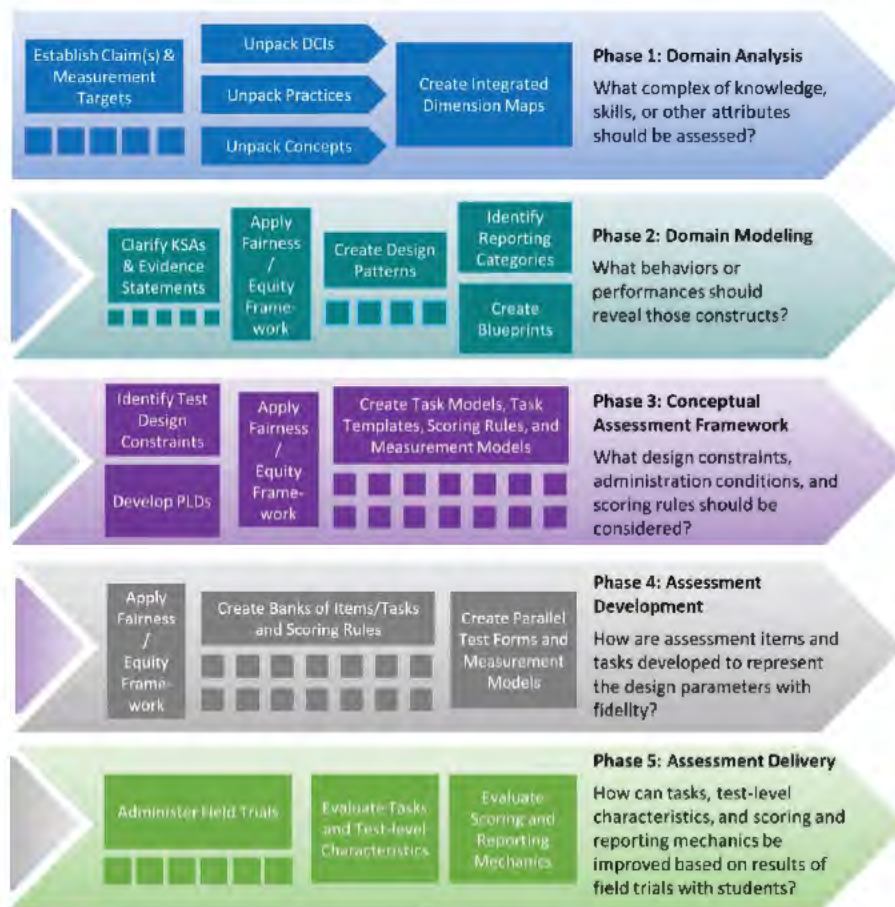 Establish Claim(s) &
Measurement
Targets
Unpack DCIs
Unpack Practices
Unpack Concepts
Create Integrated
Dimension Maps
Phase 1: Domain Analysis
What complex of knowledge,
skills, or other attributes
should be assessed?
Clarify KSAs
& Evidence
Statements
Apply
Fairness
/
Equity
Frame-
work
Create Design
Patterns
Identify
Reporting
Categories
Create
Blueprints
Phase 2: Domain Modeling
What behaviors or
performances should
reveal those constructs?
Identify Test
Design
Constraints
Develop PLDs
Apply
Fairness
/
Equity
Frame-
work
Create Task Models, Task
Templates, Scoring Rules, and
Measurement Models
Phase 3: Conceptual
Assessment Framework
What design constraints,
administration conditions, and
scoring rules should be
considered?
Apply
Fairness
/
Equity
Frame-
work
Create Banks of Items/Tasks
and Scoring Rules
Create Parallel
Test Forms and
Measurement
Models
Phase 4: Assessment
Development
How are assessment items and
tasks developed to represent
the design parameters with
fidelity?
Administer Field Trials
Evaluate Tasks
and Test-level
Characteristics
Evaluate
Scoring and
Reporting
Mechanics
Phase 5: Assessment Delivery
How can tasks, test-level
characteristics, and scoring and
reporting mechanics be
improved based on results of
field trials with students?